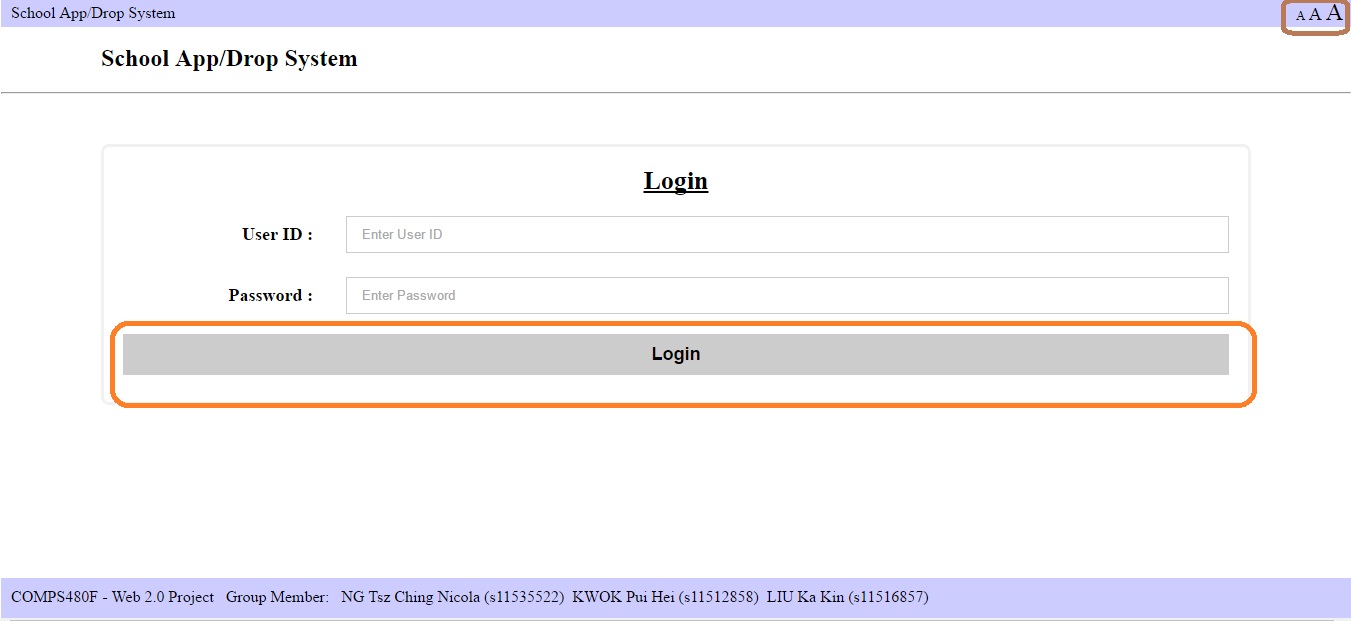 School App/Drop System A A A
School App/Drop System
Login
User ID : Enter User ID
Password : Enter Password
Login
COMPS480F - Web 2.0 Project Group Member: NG Tsz Ching Nicola (s11535522) KWOK Pui Hei (s11512858) LIU Ka Kin (s11516857)